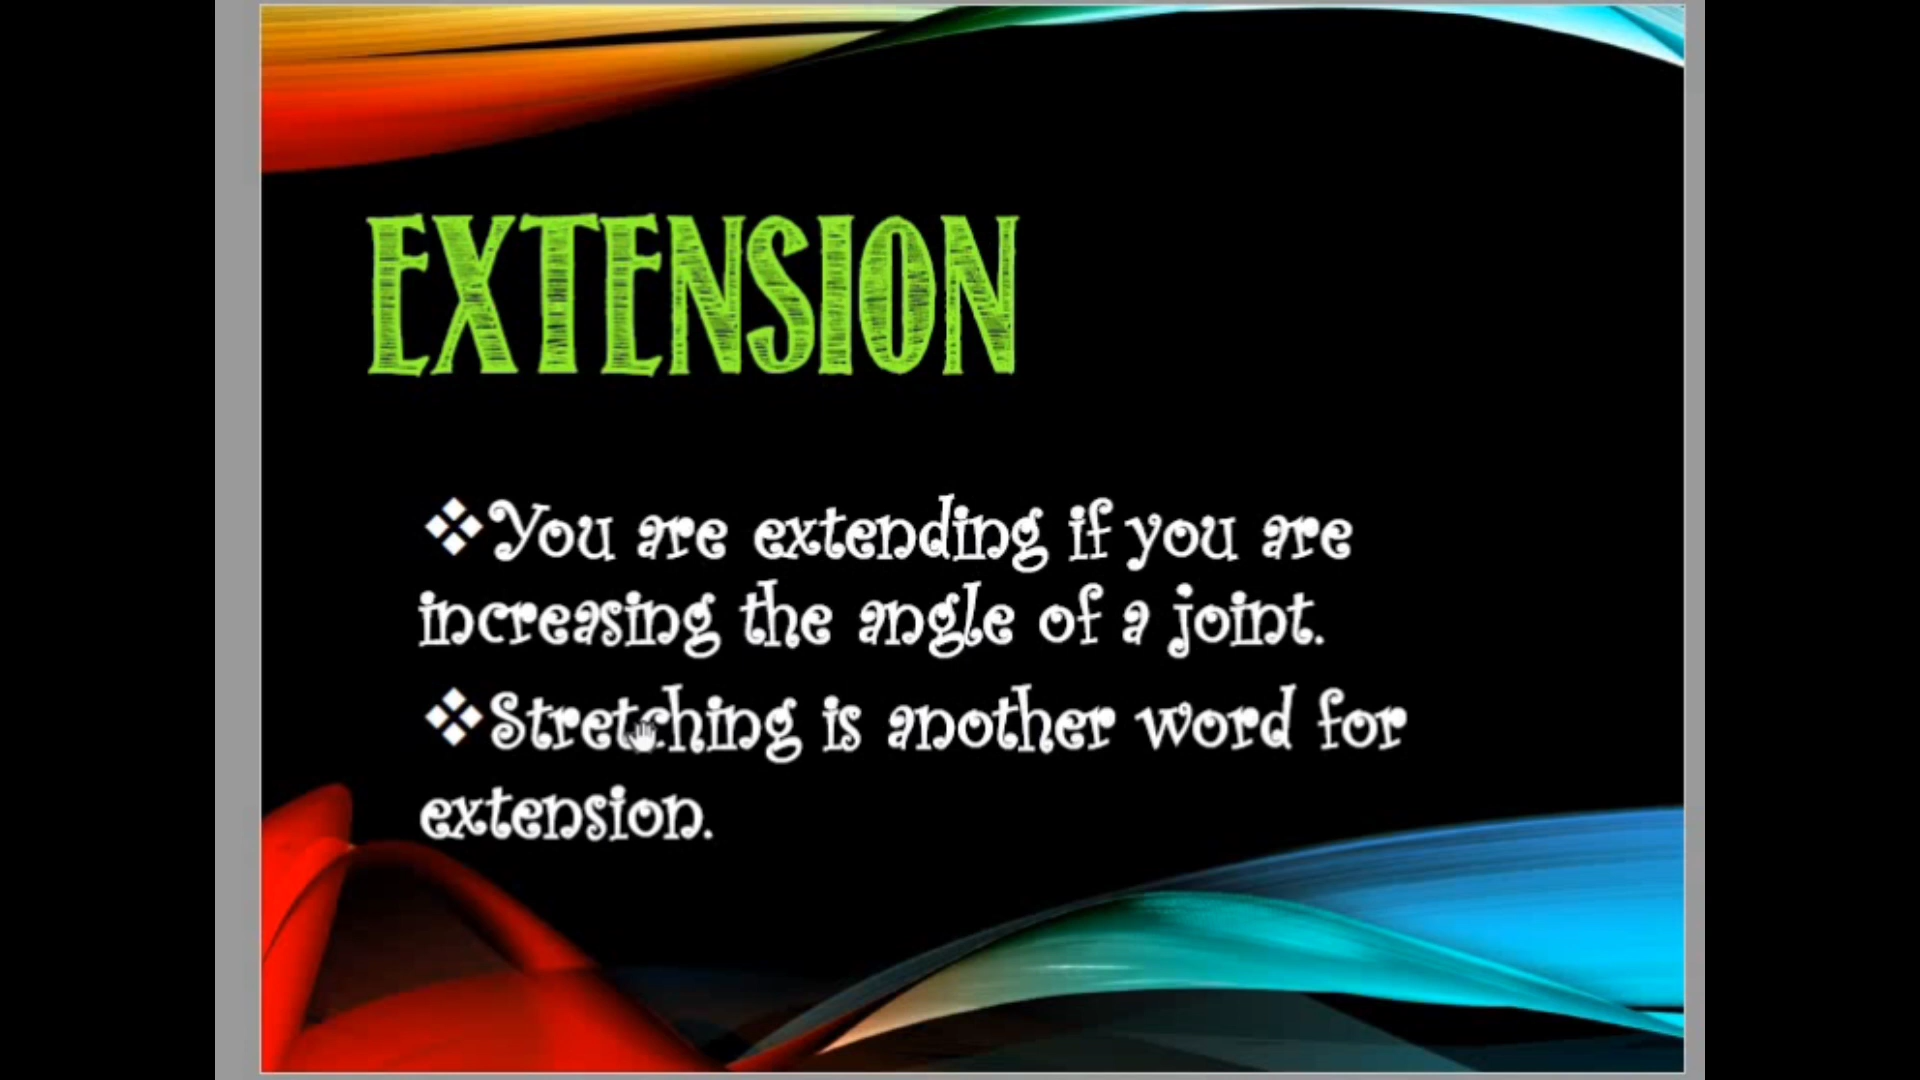 EXTENSION
❖You are extending if you are
increasing the angle of a joint.
❖Stretching is another word for
extension.